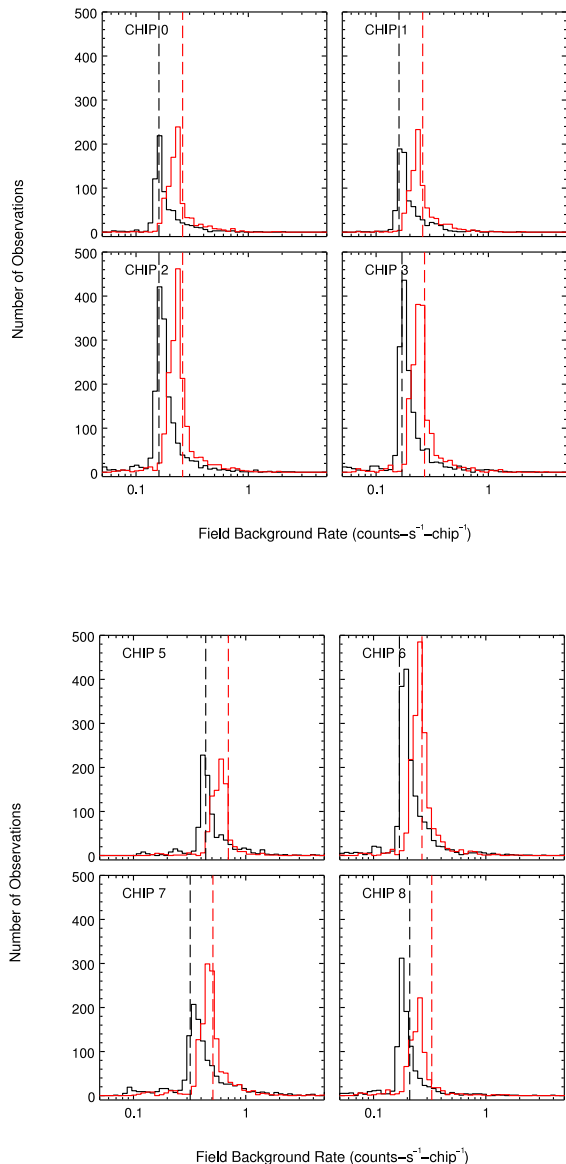 500
400
300
200
100
0
CHIP 0
CHIP 1
500
400
300
200
100
0
CHIP 2
CHIP 3
0.1 1 0.1 1
Number of Observations
Field Background Rate (counts–s⁻¹–chip⁻¹)
500
400
300
200
100
0
CHIP 5
CHIP 6
500
400
300
200
100
0
CHIP 7
CHIP 8
0.1 1 0.1 1
Number of Observations
Field Background Rate (counts–s⁻¹–chip⁻¹)